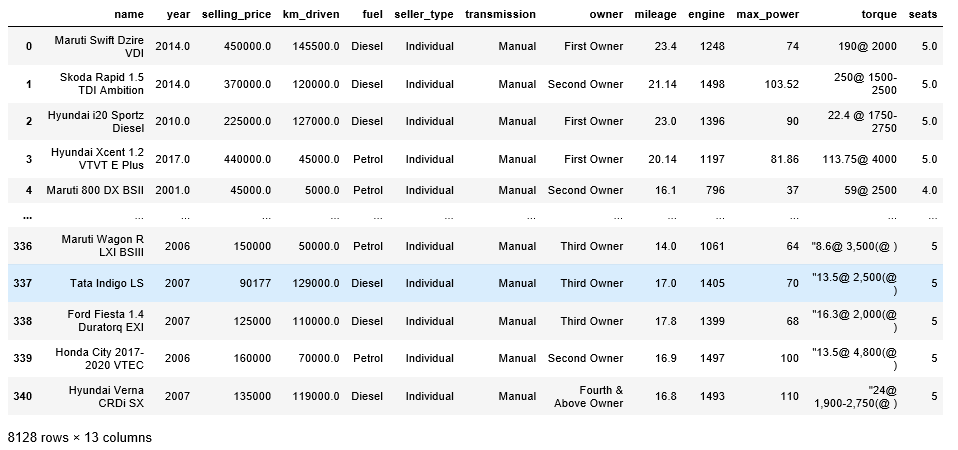 name year selling_price km_driven fuel seller_type transmission owner mileage engine max_power torque seats
0 Maruti Swift Dzire VDI 2014.0 450000.0 145500.0 Diesel Individual Manual First Owner 23.4 1248 74 190@ 2000 5.0
1 Skoda Rapid 1.5 TDI Ambition 2014.0 370000.0 120000.0 Diesel Individual Manual Second Owner 21.14 1498 103.52 250@ 1500-2500 5.0
2 Hyundai i20 Sportz Diesel 2010.0 225000.0 127000.0 Diesel Individual Manual First Owner 23.0 1396 90 22.4 @ 1750-2750 5.0
3 Hyundai Xcent 1.2 VTVT E Plus 2017.0 440000.0 45000.0 Petrol Individual Manual First Owner 20.14 1197 81.86 113.75@ 4000 5.0
4 Maruti 800 DX BSII 2001.0 45000.0 5000.0 Petrol Individual Manual Second Owner 16.1 796 37 59@ 2500 4.0
... ... ... ... ... ... ... ... ... ... ... ... ... ...
336 Maruti Wagon R LXI BSIII 2006 150000 50000.0 Petrol Individual Manual Third Owner 14.0 1061 64 "8.6@ 3,500(@ ) 5
337 Tata Indigo LS 2007 90177 129000.0 Diesel Individual Manual Third Owner 17.0 1405 70 "13.5@ 2,500(@ ) 5
338 Ford Fiesta 1.4 Duratorq EXI 2007 125000 110000.0 Diesel Individual Manual Third Owner 17.8 1399 68 "16.3@ 2,000(@ ) 5
339 Honda City 2017-2020 VTEC 2006 160000 70000.0 Petrol Individual Manual Second Owner 16.9 1497 100 "13.5@ 4,800(@ ) 5
340 Hyundai Verna CRDi SX 2007 135000 119000.0 Diesel Individual Manual Fourth & Above Owner 16.8 1493 110 "24@ 1,900-2,750(@ ) 5
8128 rows × 13 columns